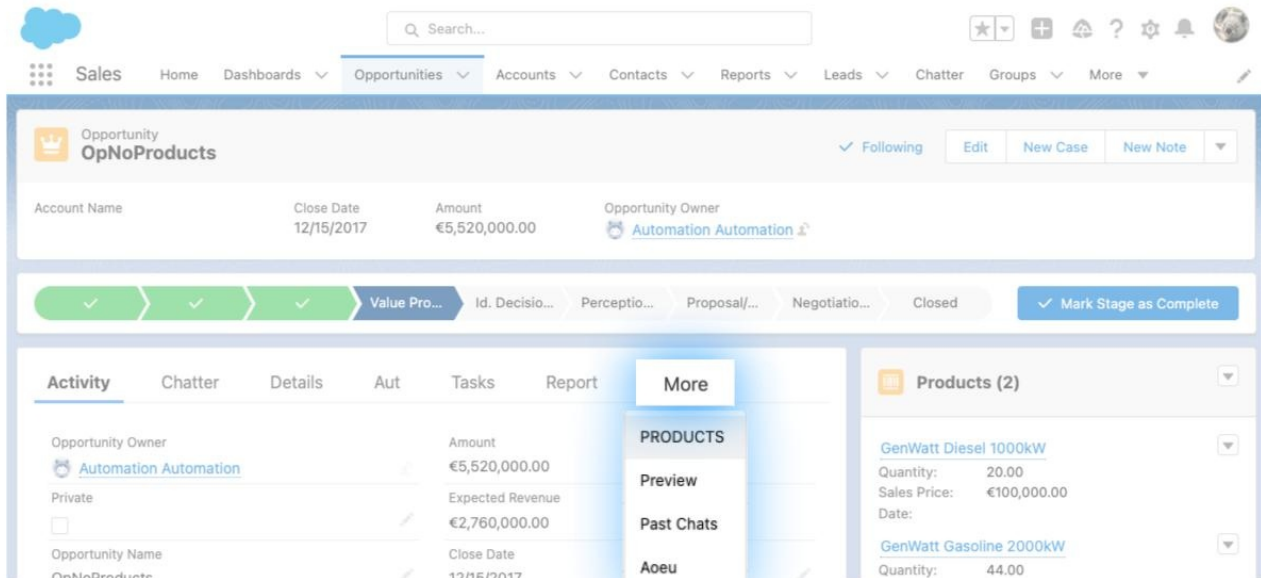 Search...
Sales Home Dashboards Opportunities Accounts Contacts Reports Leads Chatter Groups More
Opportunity
OpNoProducts
Following Edit New Case New Note
Account Name Close Date Amount Opportunity Owner
12/15/2017 €5,520,000.00 Automation Automation
Value Pro... Id. Decisio... Perceptio... Proposal/... Negotiatio... Closed Mark Stage as Complete
Activity Chatter Details Aut Tasks Report More
PRODUCTS
Preview
Past Chats
Aoeu
Opportunity Owner Amount
Automation Automation €5,520,000.00
Private Expected Revenue
€2,760,000.00
Opportunity Name Close Date
OpNoProducts 12/15/2017
Products (2)
GenWatt Diesel 1000kW
Quantity: 20.00
Sales Price: €100,000.00
Date:
GenWatt Gasoline 2000kW
Quantity: 44.00